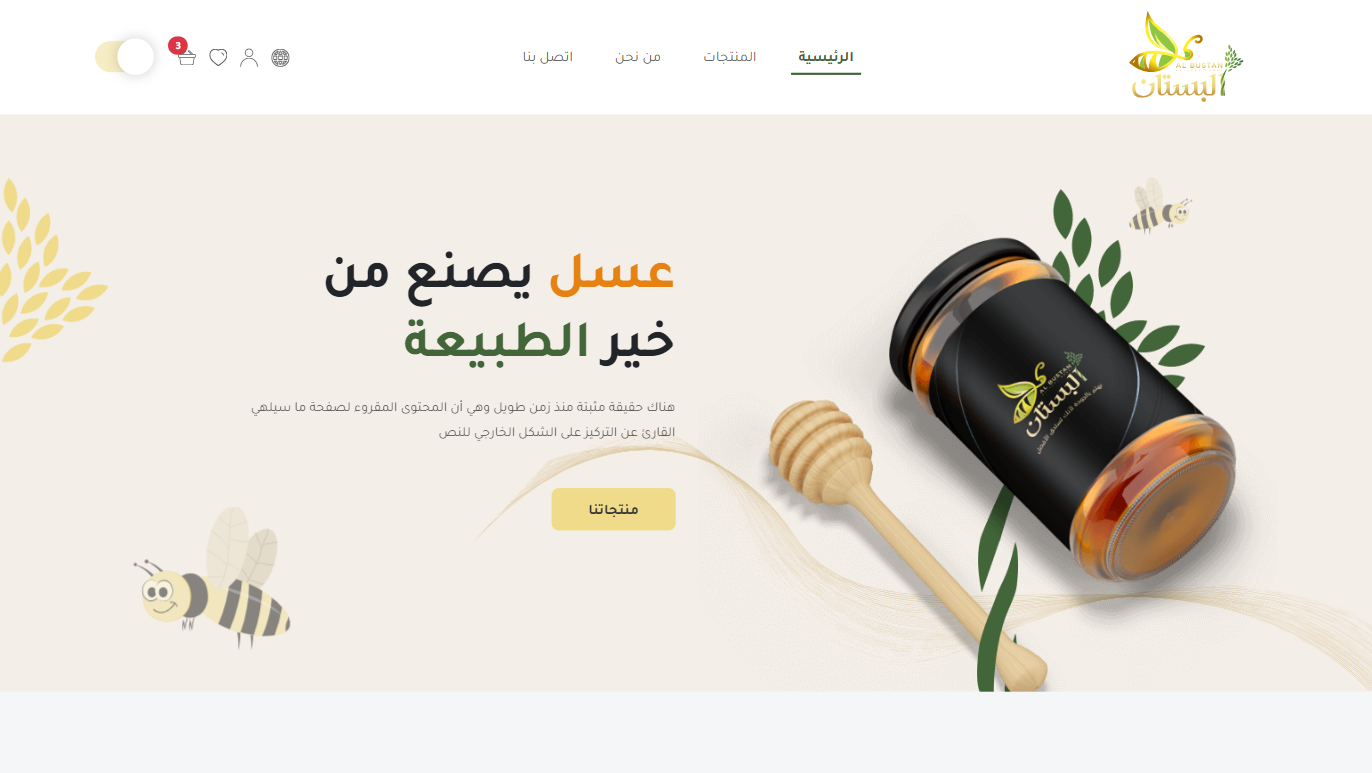 AL BUSTAN
البستان
الرئيسية
المنتجات
من نحن
اتصل بنا
3
عسل يصنع من
خير الطبيعة
هناك حقيقة مثبتة منذ زمن طويل وهي أن المحتوى المقروء لصفحة ما سيلهي
القارئ عن التركيز على الشكل الخارجي للنص
منتجاتنا
AL BUSTAN
البستان